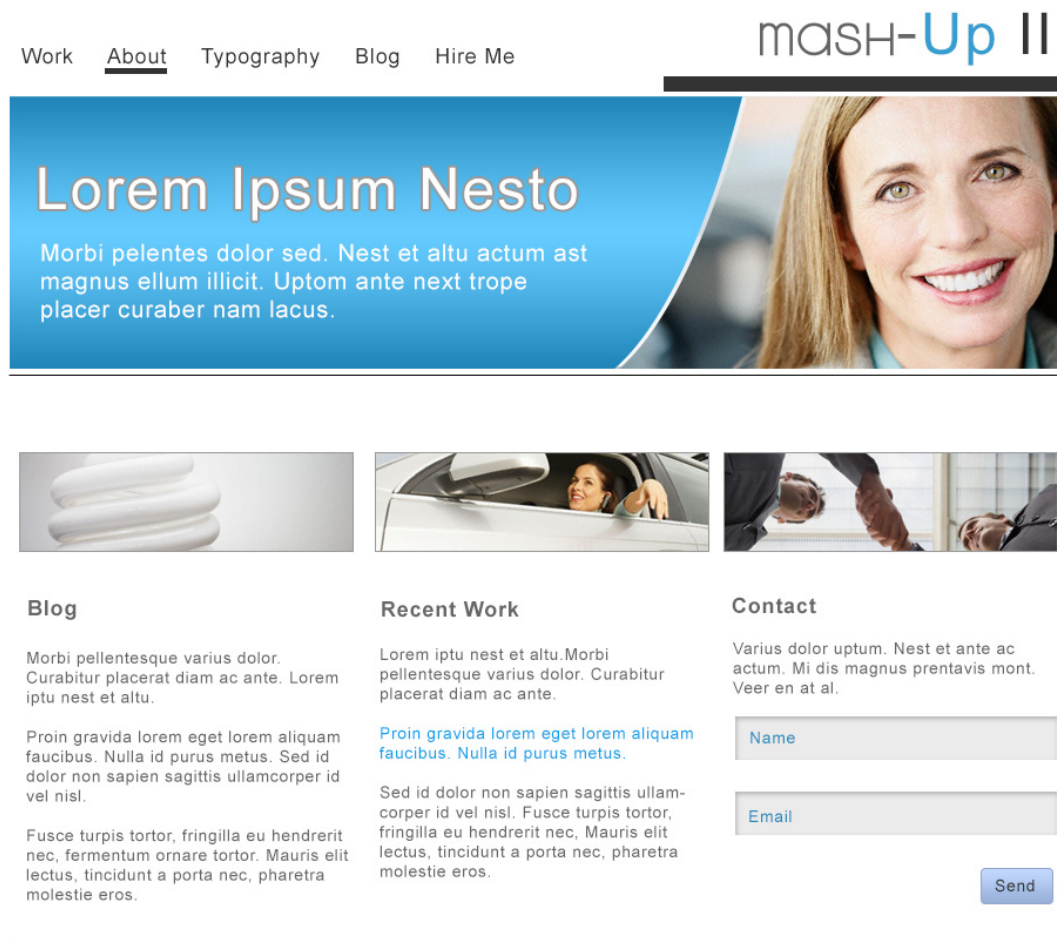 mash-Up II
Work About Typography Blog Hire Me
Lorem Ipsum Nesto
Morbi pelentes dolor sed. Nest et altu actum ast
magnus ellum illicit. Uptom ante next trope
placer curaber nam lacus.
Blog
Morbi pellentesque varius dolor.
Curabitur placerat diam ac ante. Lorem
iptu nest et altu.
Proin gravida lorem eget lorem aliquam
faucibus. Nulla id purus metus. Sed id
dolor non sapien sagittis ullamcorper id
vel nisl.
Fusce turpis tortor, fringilla eu hendrerit
nec, fermentum ornare tortor. Mauris elit
lectus, tincidunt a porta nec, pharetra
molestie eros.
Recent Work
Lorem iptu nest et altu.Morbi
pellentesque varius dolor. Curabitur
placerat diam ac ante.
Proin gravida lorem eget lorem aliquam
faucibus. Nulla id purus metus.
Sed id dolor non sapien sagittis ullam-
corper id vel nisl. Fusce turpis tortor,
fringilla eu hendrerit nec, Mauris elit
lectus, tincidunt a porta nec, pharetra
molestie eros.
Contact
Varius dolor uptum. Nest et ante ac
actum. Mi dis magnus prentavis mont.
Veer en at al.
Name
Email
Send